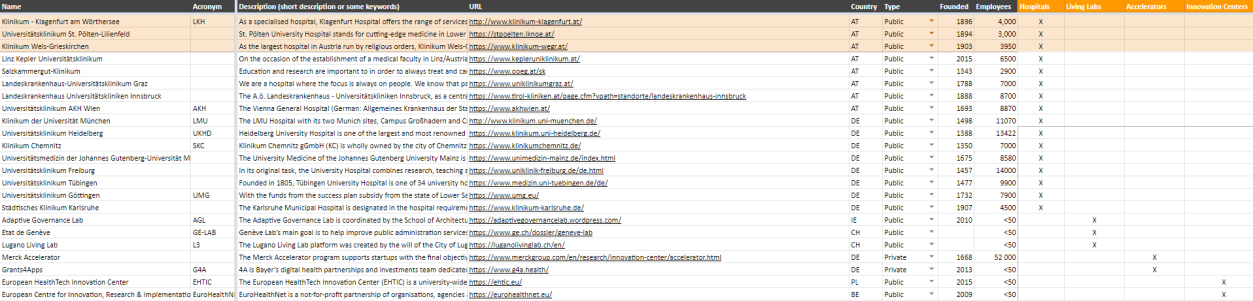 Name Acronym Description (short description or some keywords) URL Country Type Founded Employees Hospitals Living Labs Accelerators Innovation Centers
Klinikum - Klagenfurt am Wörthersee LKH As a specialised hospital, Klagenfurt Hospital offers the range of services http://www.klinikum-klagenfurt.at/ AT Public 1896 4,000 X
Universitätsklinikum St. Pölten-Lilienfeld St. Pölten University Hospital stands for cutting-edge medicine in Lower https://stpoelten.lknoe.at/ AT Public 1894 3,000 X
Klinikum Wels-Grieskirchen As the largest hospital in Austria run by religious orders, Klinikum Wels- https://www.klinikum-wegr.at/ AT Public 1903 3950 X
Linz Kepler Universitätsklinikum On the occasion of the establishment of a medical faculty in Linz/Austria https://www.kepleruniklinikum.at/ AT Public 2015 6500 X
Salzkammergut-Klinikum Education and research are important to in order to always treat and ca https://www.ooeg.at/sk AT Public 1343 2900 X
Landeskrankenhaus-Universitätsklinikum Graz We are a hospital where the focus is always on people. We know that pa https://www.uniklinikumgraz.at/ AT Public 1788 7000 X
Landeskrankenhaus Universitätskliniken Innsbruck The A.ö. Landeskrankenhaus - Universitätskliniken Innsbruck, as a centra https://www.tirol-kliniken.at/page.cfm?vpath=standorte/landeskrankenhaus-innsbruck AT Public 1888 8700 X
Universitätsklinikum AKH Wien AKH The Vienna General Hospital (German: Allgemeines Krankenhaus der Sta https://www.akhwien.at/ AT Public 1693 8870 X
Klinikum der Universität München LMU The LMU Hospital with its two Munich sites, Campus Großhadern and C http://www.klinikum.uni-muenchen.de/ DE Public 1498 11070 X
Universitätsklinikum Heidelberg UKHD Heidelberg University Hospital is one of the largest and most renowned https://www.klinikum.uni-heidelberg.de/ DE Public 1388 13422 X
Klinikum Chemnitz SKC Klinikum Chemnitz gGmbH (KC) is wholly owned by the city of Chemnitz https://www.klinikumchemnitz.de/ DE Public 1350 7000 X
Universitätsmedizin der Johannes Gutenberg-Universität M The University Medicine of the Johannes Gutenberg University Mainz is https://www.unimedizin-mainz.de/index.html DE Public 1675 8580 X
Universitätsklinikum Freiburg In its original task, the University Hospital combines research, teaching a https://www.uniklinik-freiburg.de/de.html DE Public 1457 14000 X
Universitätsklinikum Tübingen Founded in 1805, Tübingen University Hospital is one of 34 university ho https://www.medizin.uni-tuebingen.de/de/ DE Public 1477 9900 X
Universitätsklinikum Göttingen UMG With the funds from the success plan subsidy from the state of Lower Sa https://www.umg.eu/ DE Public 1732 7900 X
Städtisches Klinikum Karlsruhe The Karlsruhe Municipal Hospital is designated in the hospital requirem https://www.klinikum-karlsruhe.de/ DE Public 1907 4500 X
Adaptive Governance Lab AGL The Adaptive Governance Lab is coordinated by the School of Architectu https://adaptivegovernancelab.wordpress.com/ IE Public 2010 <50 X
Etat de Genève GE-LAB Genève Lab's main goal is to help improve public administration services https://www.ge.ch/dossier/geneve-lab CH Public <50 X
Lugano Living Lab L3 The Lugano Living Lab platform was created by the will of the City of Lug https://luganolivinglab.ch/en/ CH Public <50 X
Merck Accelerator The Merck Accelerator program supports startups with the final objectiv https://www.merckgroup.com/en/research/innovation-center/accelerator.html DE Private 1668 52 000 X
Grants4Apps G4A 4A is Bayer's digital health partnerships and investments team dedicate https://www.g4a.health/ DE Private 2013 <50 X
European HealthTech Innovation Center EHTIC The European HealthTech Innovation Center (EHTIC) is a university-wide https://ehtic.eu/ PL Public 2015 <50 X
European Centre for Innovation, Research & Implementatio EuroHealthN EuroHealthNet is a not-for-profit partnership of organisations, agencies https://eurohealthnet.eu/ BE Public 2009 <50 X